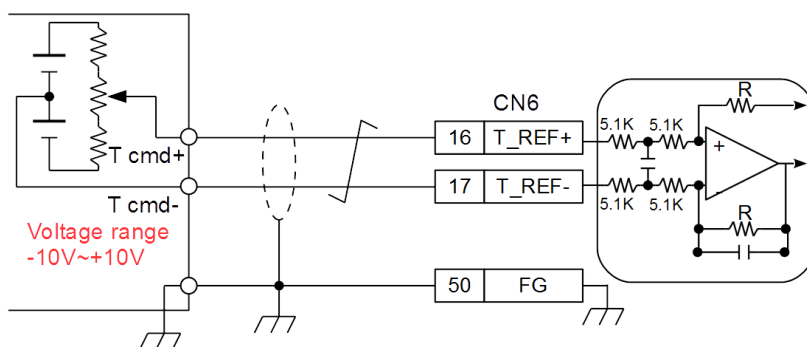 CN6
R
5.1K 5.1K
16 T_REF+
+
T cmd+
17 T_REF-
-
T cmd-
5.1K 5.1K
R
Voltage range
-10V~+10V
50 FG